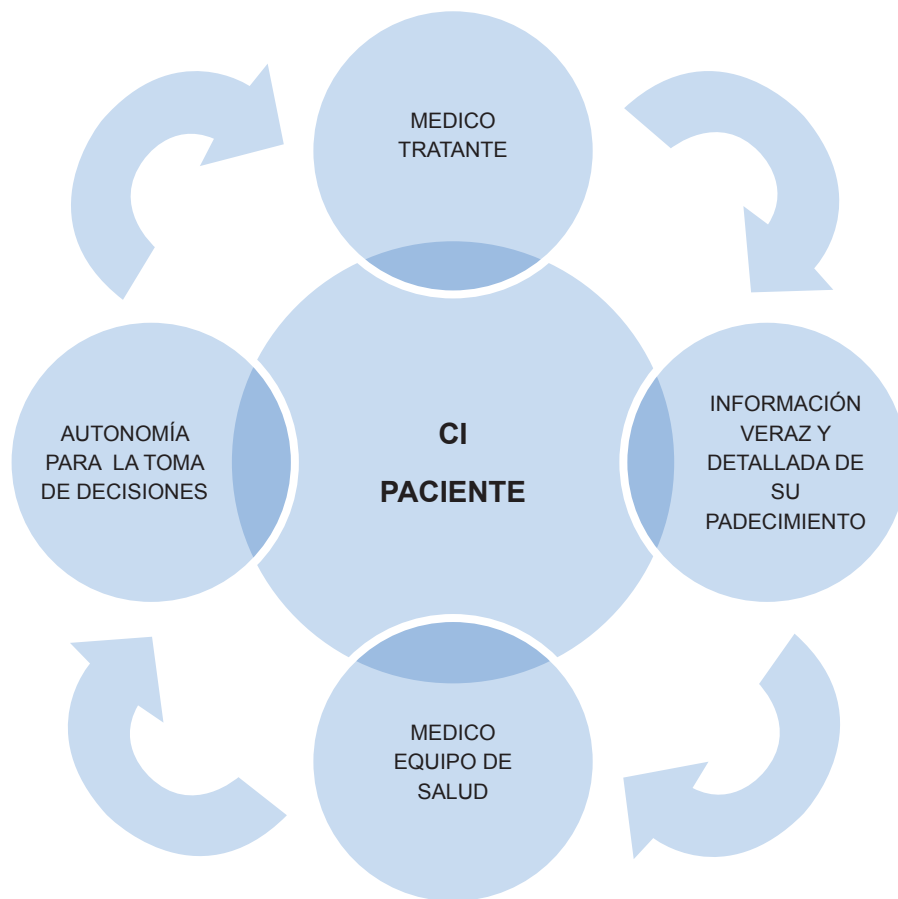 MEDICO
TRATANTE
AUTONOMÍA
PARA LA TOMA
DE DECISIONES
CI
PACIENTE
INFORMACIÓN
VERAZ Y
DETALLADA DE
SU
PADECIMIENTO
MEDICO
EQUIPO DE
SALUD